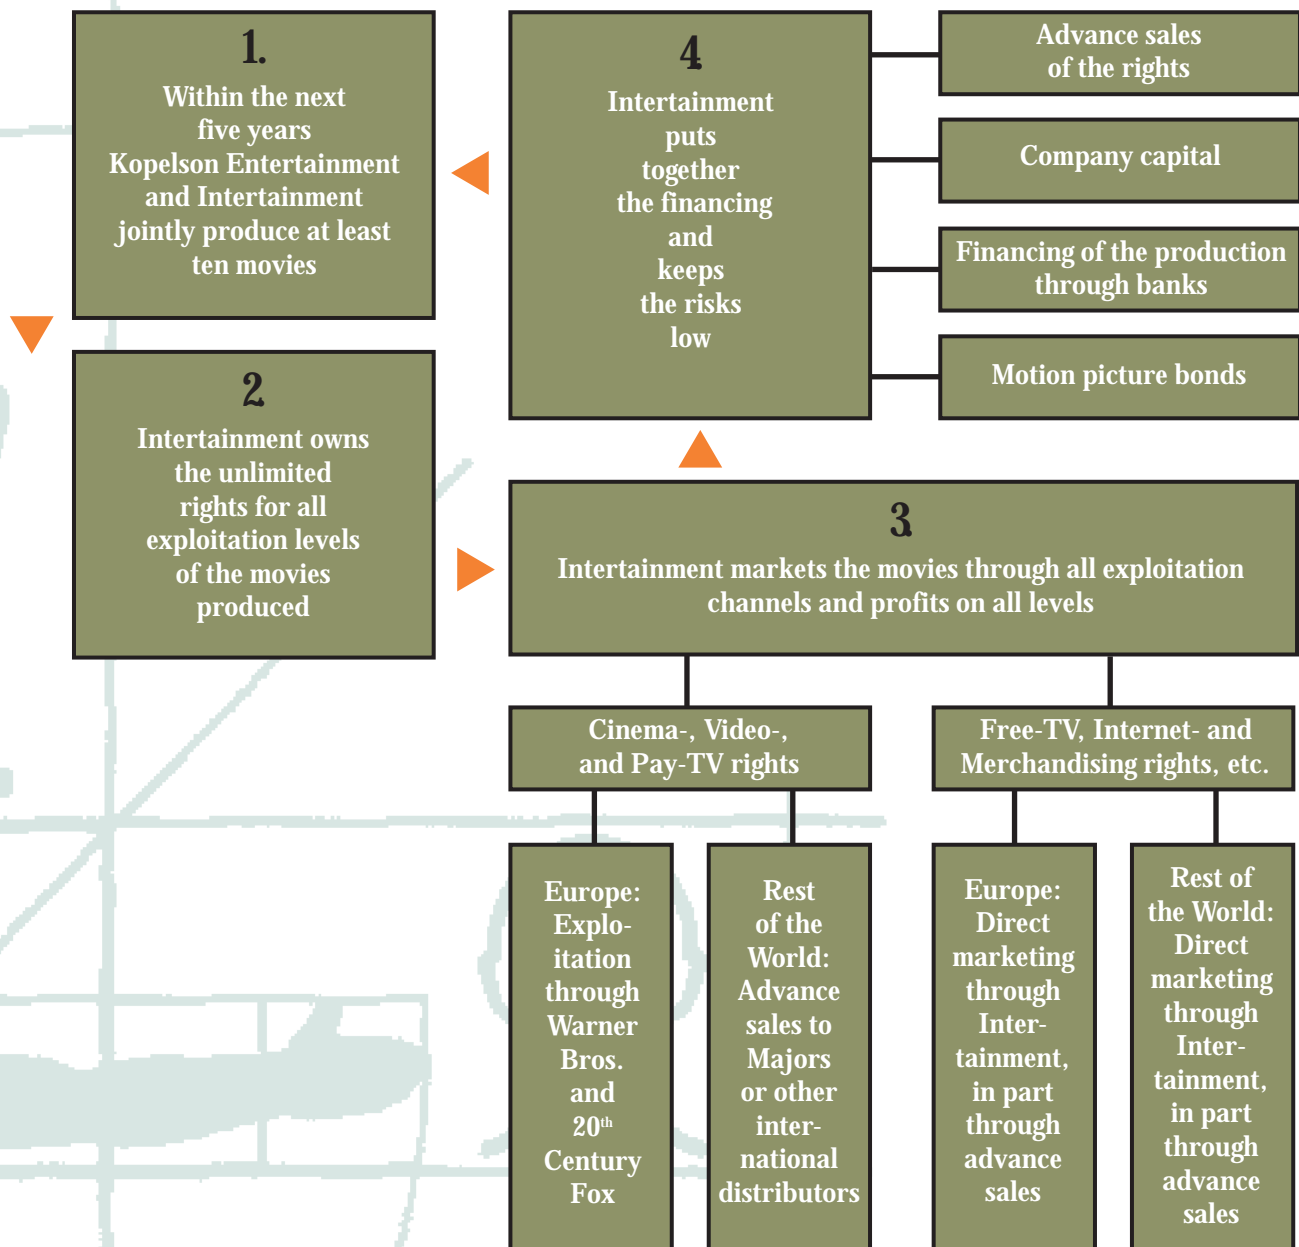 1.
Within the next
five years
Kopelson Entertainment
and Intertainment
jointly produce at least
ten movies
2
Intertainment owns
the unlimited
rights for all
exploitation levels
of the movies
produced
3
Intertainment markets the movies through all exploitation
channels and profits on all levels
Cinema-, Video-,
and Pay-TV rights
Europe:
Explo-
itation
through
Warner
Bros.
and
20th
Century
Fox
Rest
of the
World:
Advance
sales to
Majors
or other
inter-
national
distributors
Free-TV, Internet- and
Merchandising rights, etc.
Europe:
Direct
marketing
through
Inter-
tainment,
in part
through
advance
sales
Rest of
the World:
Direct
marketing
through
Inter-
tainment,
in part
through
advance
sales
4
Intertainment
puts
together
the financing
and
keeps
the risks
low
Advance sales
of the rights
Company capital
Financing of the production
through banks
Motion picture bonds